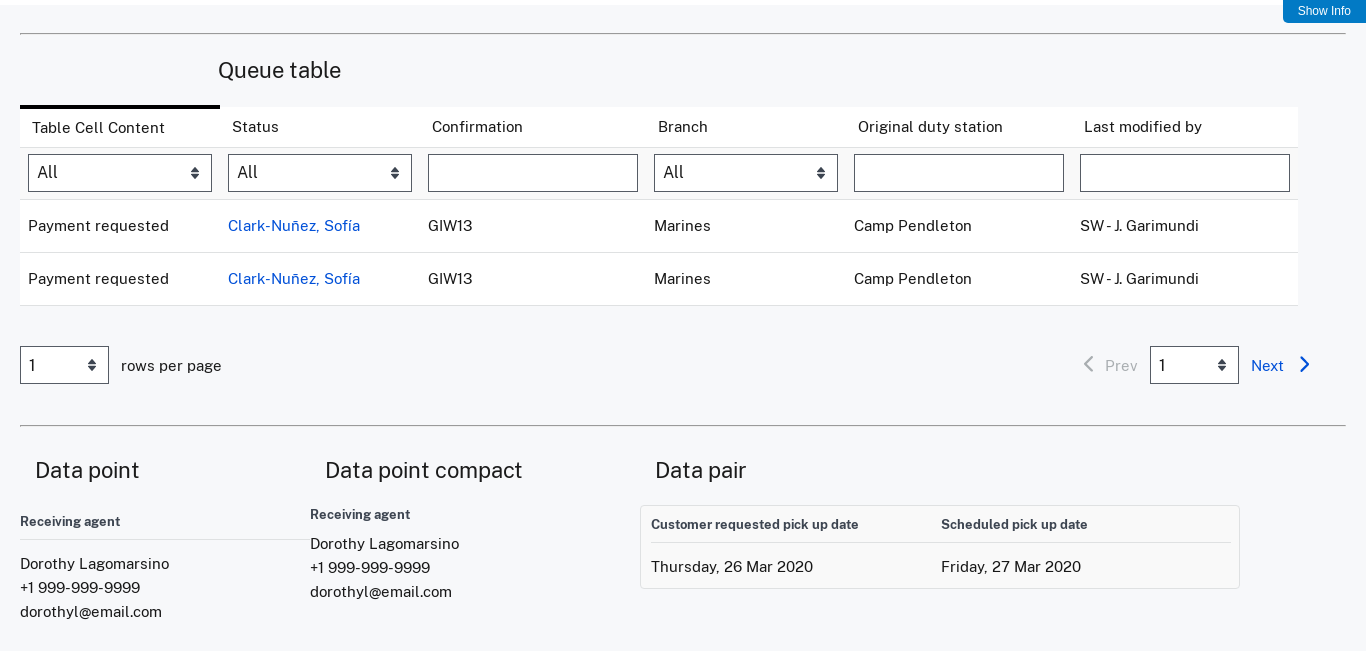 Show Info
Queue table
Table Cell Content Status Confirmation Branch Original duty station Last modified by
All All All
Payment requested Clark-Nuñez, Sofía GIW13 Marines Camp Pendleton SW - J. Garimundi
Payment requested Clark-Nuñez, Sofía GIW13 Marines Camp Pendleton SW - J. Garimundi
1 rows per page Prev 1 Next
Data point
Receiving agent
Dorothy Lagomarsino
+1 999-999-9999
dorothyl@email.com
Data point compact
Receiving agent
Dorothy Lagomarsino
+1 999-999-9999
dorothyl@email.com
Data pair
Customer requested pick up date Scheduled pick up date
Thursday, 26 Mar 2020 Friday, 27 Mar 2020